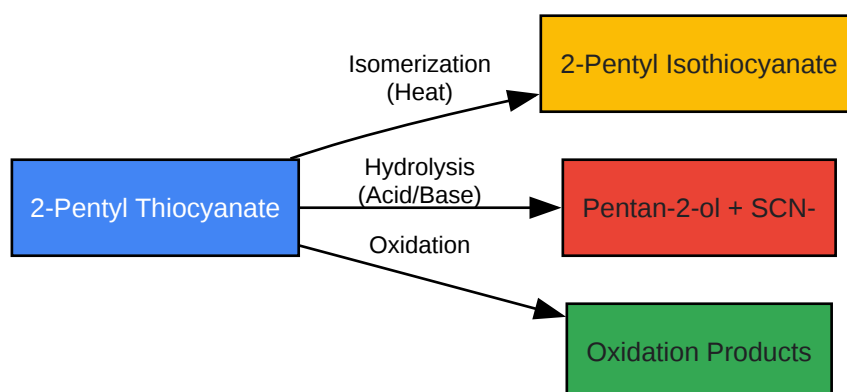 Isomerization
(Heat)
2-Pentyl Isothiocyanate
2-Pentyl Thiocyanate
Hydrolysis
(Acid/Base)
Pentan-2-ol + SCN-
Oxidation
Oxidation Products